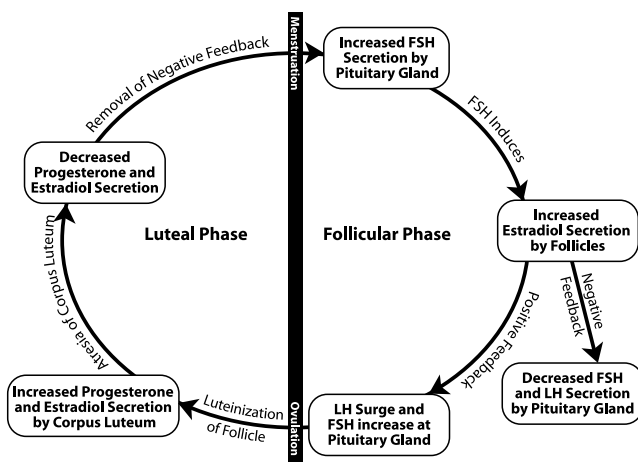 Menstruation
Increased FSH
Secretion by
Pituitary Gland
FSH Induces
Increased
Estradiol Secretion
by Follicles
Negative
Feedback
Decreased FSH
and LH Secretion
by Pituitary Gland
Positive Feedback
LH Surge and
FSH increase at
Pituitary Gland
Ovulation
Luteinization
of Follicle
Increased Progesterone
and Estradiol Secretion
by Corpus Luteum
Atresia of Corpus Luteum
Decreased
Progesterone and
Estradiol Secretion
Removal of Negative Feedback
Luteal Phase
Follicular Phase